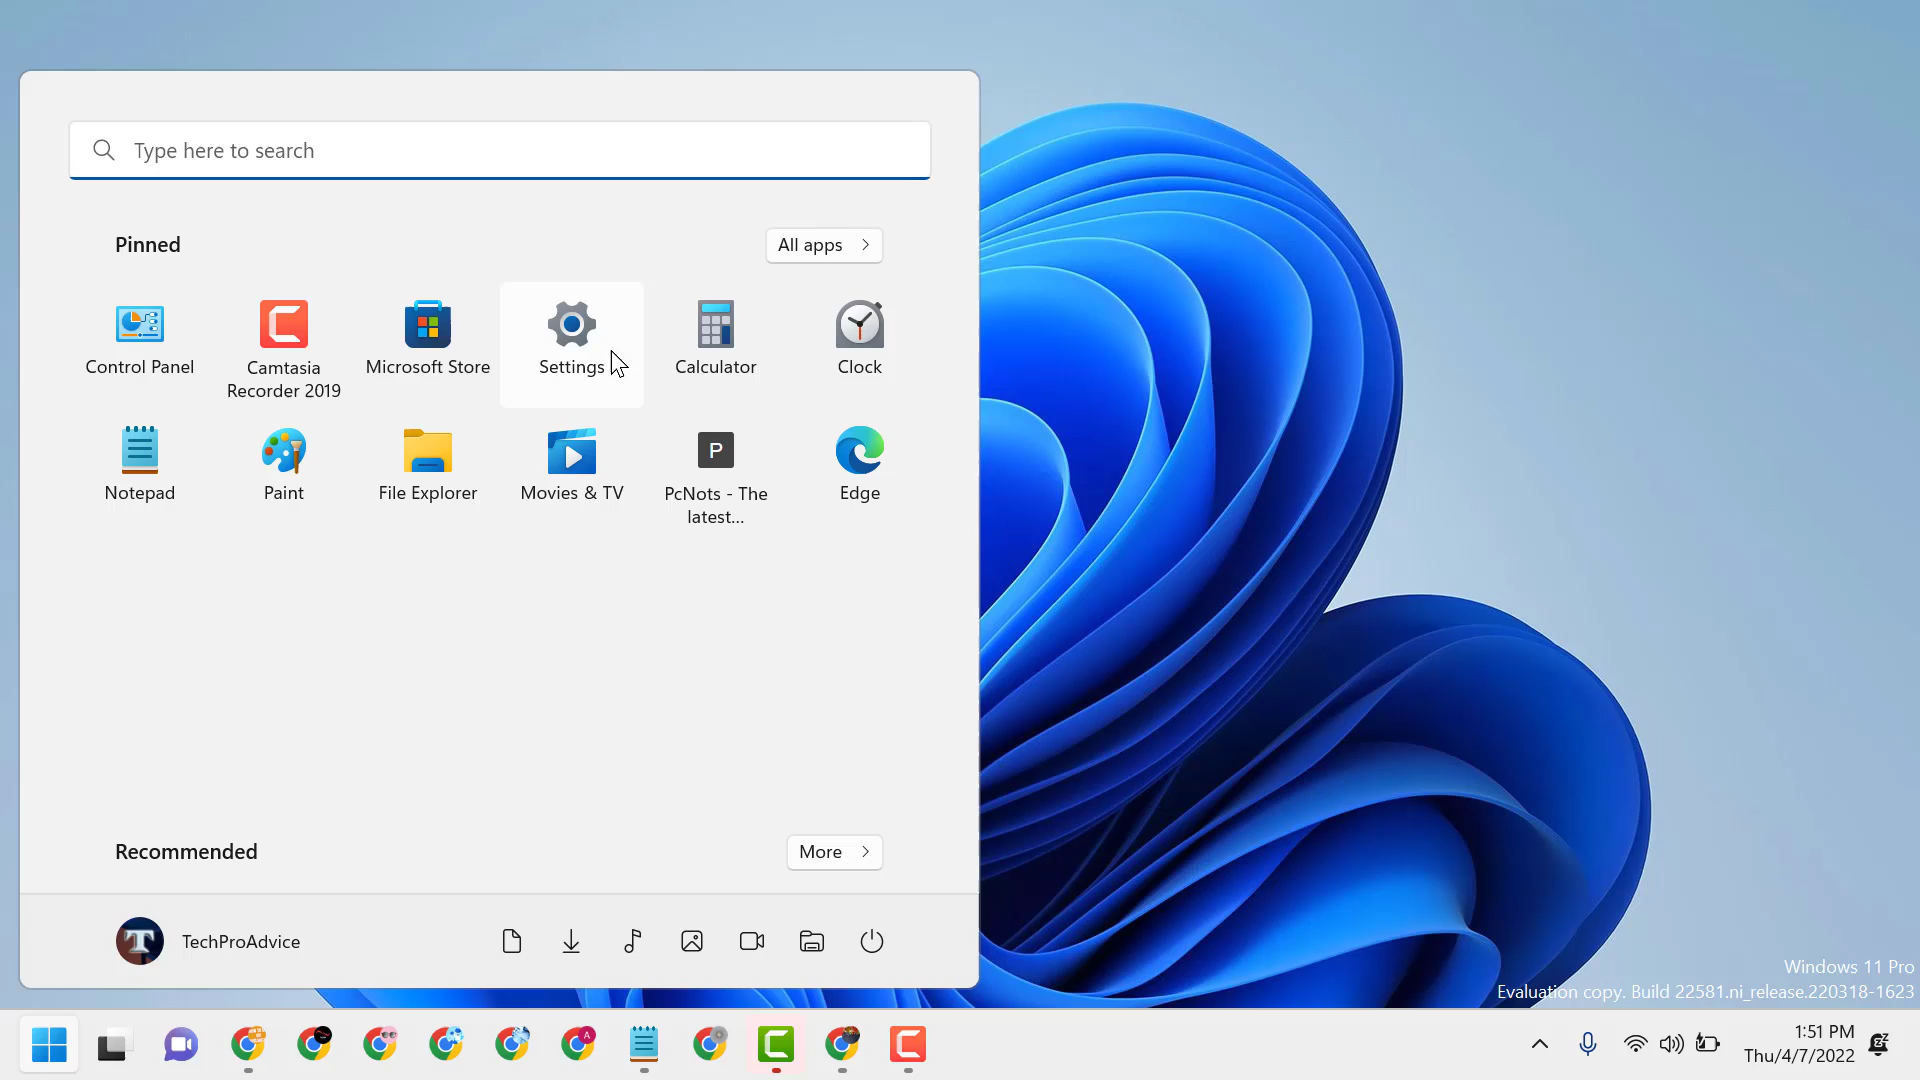 Type here to search
Pinned
All apps
Control Panel
Camtasia
Recorder 2019
Microsoft Store
Settings
Calculator
Clock
Notepad
Paint
File Explorer
Movies & TV
P
PcNots - The
latest...
Edge
Recommended
More
T
TechProAdvice
Windows 11 Pro
Evaluation copy. Build 22581.ni_release.220318-1623
A
1:51 PM
Thu/4/7/2022